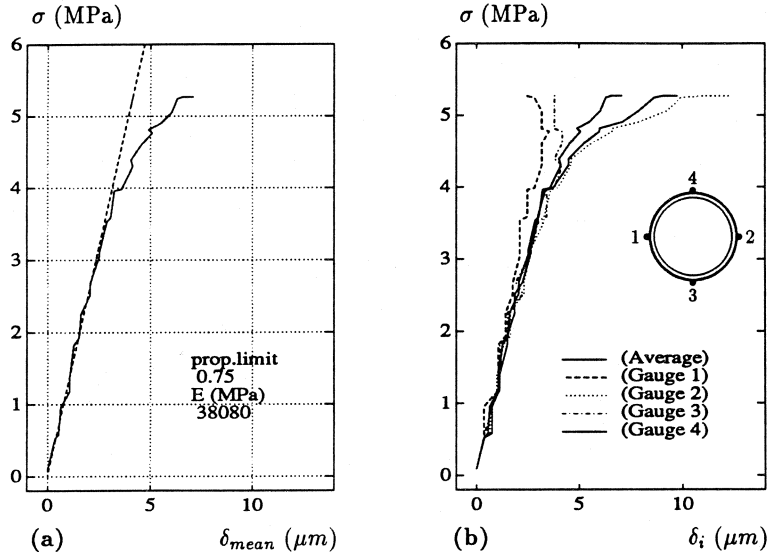 σ (MPa)
6
5
4
3
2
1
0
prop.limit
0.75
E (MPa)
38080
0
5
10
(a)
δmean (μm)
σ (MPa)
6
5
4
3
2
1
0
4
1
2
3
(Average)
(Gauge 1)
(Gauge 2)
(Gauge 3)
(Gauge 4)
0
5
10
(b)
δi (μm)